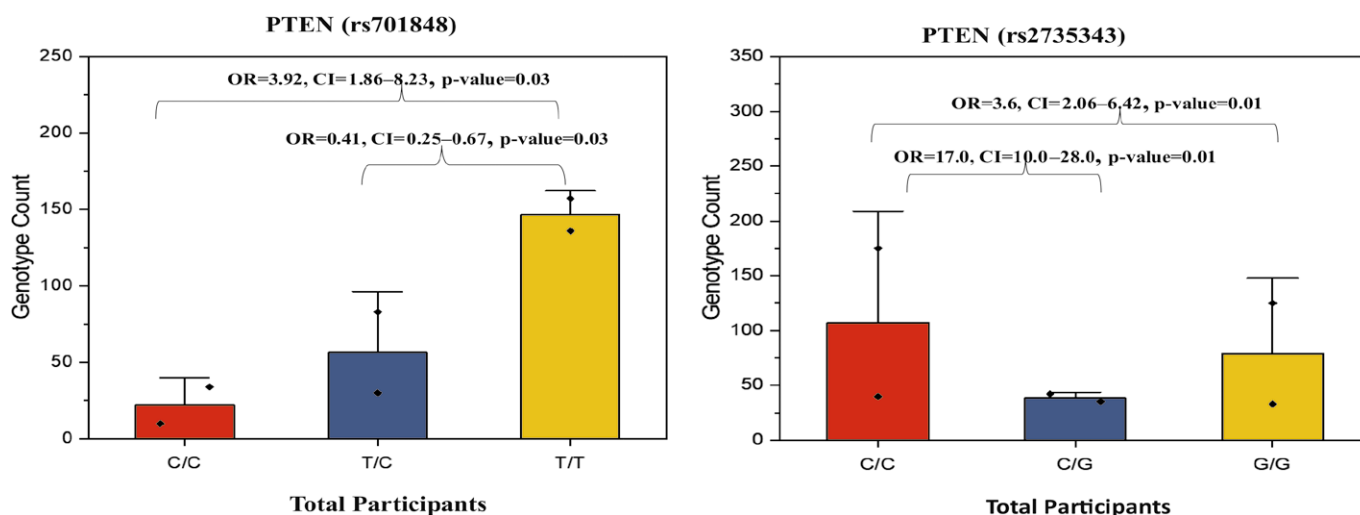 PTEN (rs701848)
250
200
150
100
50
0
Genotype Count
OR=3.92, CI=1.86–8.23, p-value=0.03
OR=0.41, CI=0.25–0.67, p-value=0.03
C/C T/C T/T
Total Participants
PTEN (rs2735343)
350
300
250
200
150
100
50
0
Genotype Count
OR=3.6, CI=2.06–6.42, p-value=0.01
OR=17.0, CI=10.0–28.0, p-value=0.01
C/C C/G G/G
Total Participants